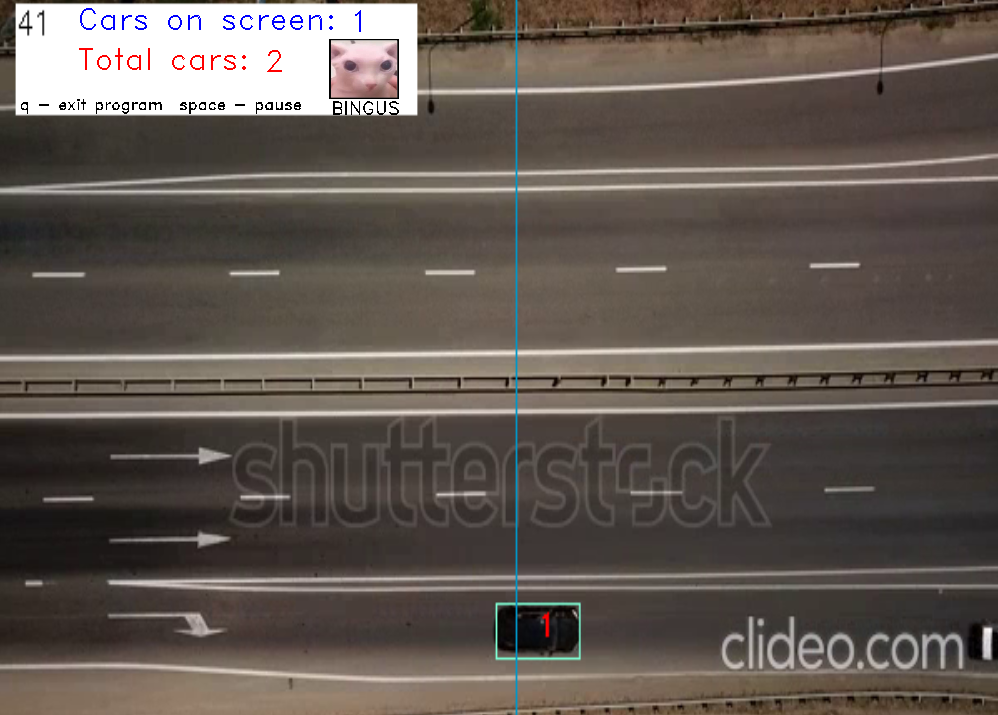 41 Cars on screen: 1
Total cars: 2
q - exit program space - pause
BINGUS
shutterstock
1
clideo.com